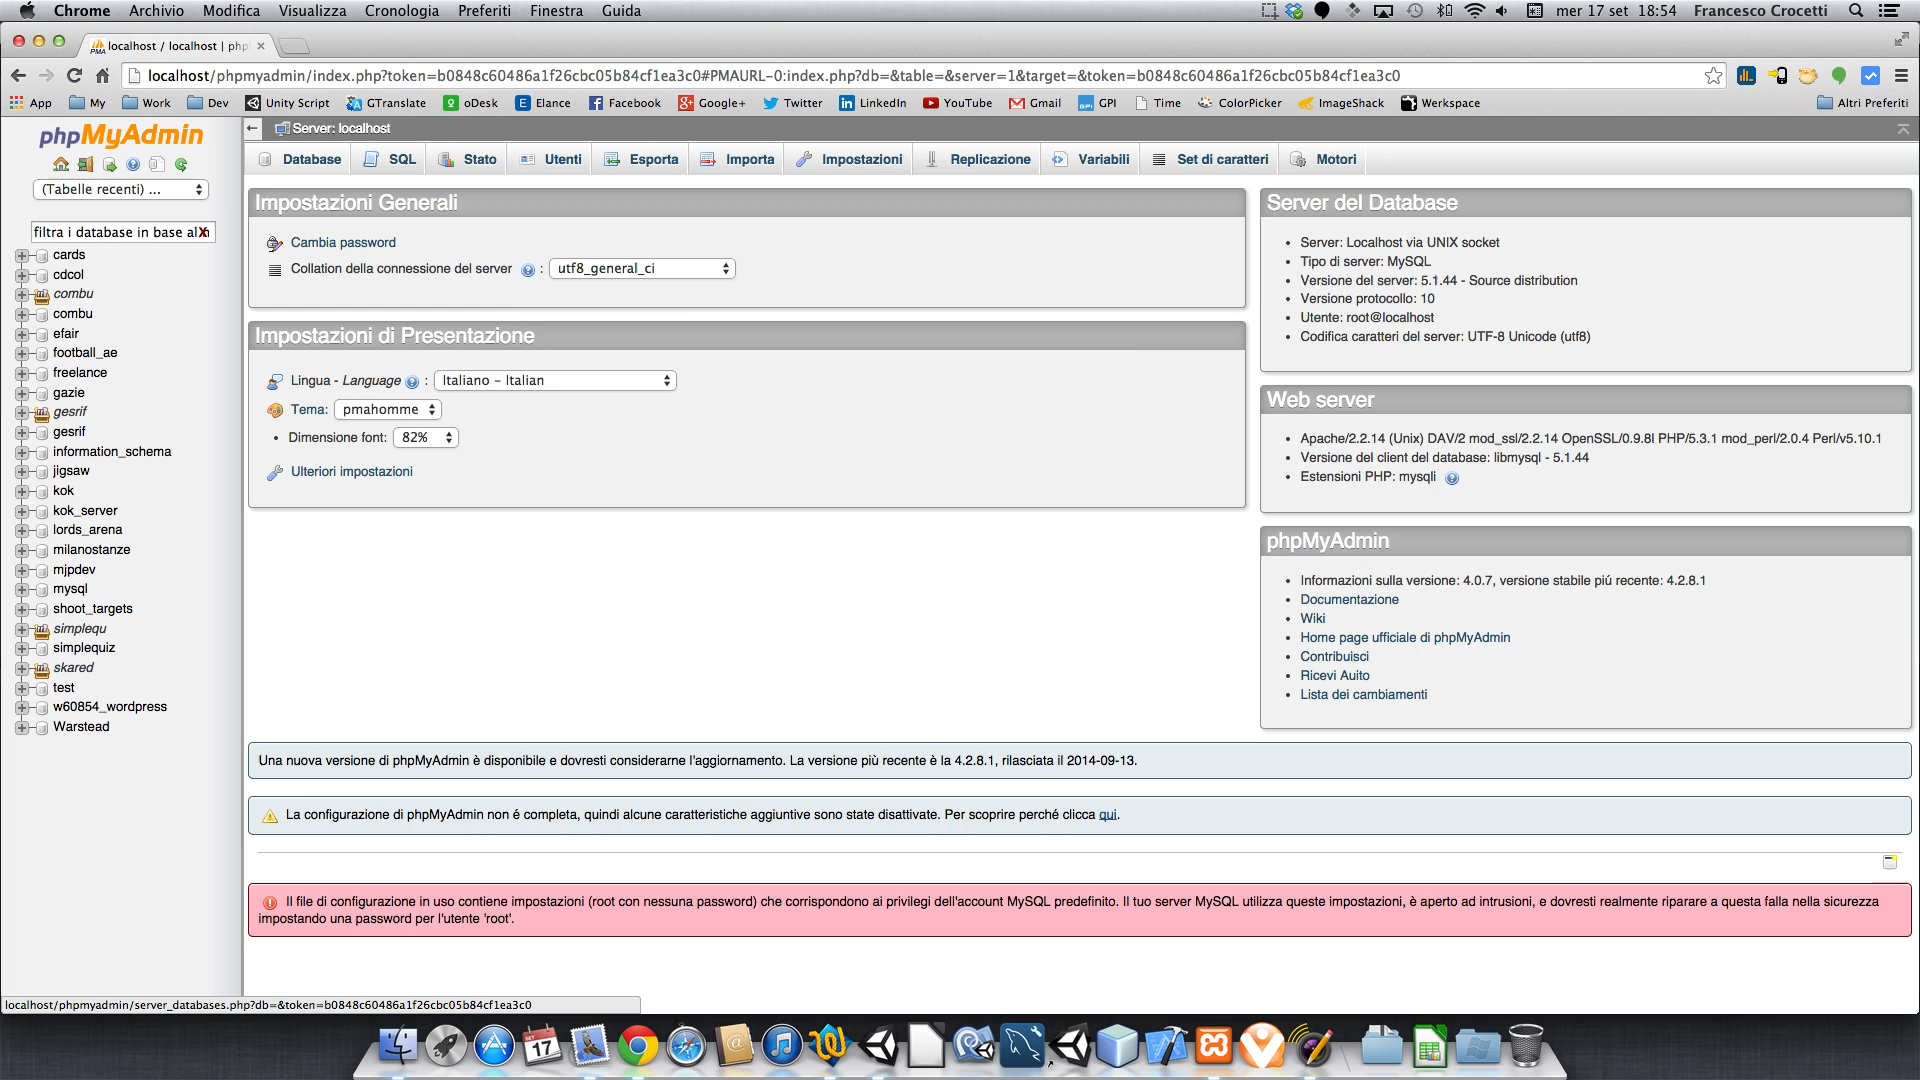 Chrome Archivio Modifica Visualizza Cronologia Preferiti Finestra Guida mer 17 set 18:54 Francesco Crocetti
localhost / localhost | php
localhost/phpmyadmin/index.php?token=b0848c60486a1f26cbc05b84cf1ea3c0#PMAURL-0:index.php?db=&table=&server=1&target=&token=b0848c60486a1f26cbc05b84cf1ea3c0
App My Work Dev Unity Script GTranslate oDesk Elance Facebook Google+ Twitter LinkedIn YouTube Gmail GPI Time ColorPicker ImageShack Werkspace Altri Preferiti
phpMyAdmin
(Tabelle recenti) ...
filtra i database in base al
X
cards
cdcol
combu
combu
efair
football_ae
freelance
gazie
gesrif
gesrif
information_schema
jigsaw
kok
kok_server
lords_arena
milanostanze
mjpdev
mysql
shoot_targets
simplequ
simplequiz
skared
test
w60854_wordpress
Warstead
Server: localhost
Database SQL Stato Utenti Esporta Importa Impostazioni Replicazione Variabili Set di caratteri Motori
Impostazioni Generali
Cambia password
Collation della connessione del server : utf8_general_ci
Impostazioni di Presentazione
Lingua - Language : Italiano - Italian
Tema: pmahomme
• Dimensione font: 82%
Ulteriori impostazioni
Server del Database
• Server: Localhost via UNIX socket
• Tipo di server: MySQL
• Versione del server: 5.1.44 - Source distribution
• Versione protocollo: 10
• Utente: root@localhost
• Codifica caratteri del server: UTF-8 Unicode (utf8)
Web server
• Apache/2.2.14 (Unix) DAV/2 mod_ssl/2.2.14 OpenSSL/0.9.8l PHP/5.3.1 mod_perl/2.0.4 Perl/v5.10.1
• Versione del client del database: libmysql - 5.1.44
• Estensioni PHP: mysqli
phpMyAdmin
• Informazioni sulla versione: 4.0.7, versione stabile piú recente: 4.2.8.1
• Documentazione
• Wiki
• Home page ufficiale di phpMyAdmin
• Contribuisci
• Ricevi Auito
• Lista dei cambiamenti
Una nuova versione di phpMyAdmin è disponibile e dovresti considerarne l'aggiornamento. La versione più recente è la 4.2.8.1, rilasciata il 2014-09-13.
La configurazione di phpMyAdmin non é completa, quindi alcune caratteristiche aggiuntive sono state disattivate. Per scoprire perché clicca qui.
Il file di configurazione in uso contiene impostazioni (root con nessuna password) che corrispondono ai privilegi dell'account MySQL predefinito. Il tuo server MySQL utilizza queste impostazioni, è aperto ad intrusioni, e dovresti realmente riparare a questa falla nella sicurezza
impostando una password per l'utente 'root'.
localhost/phpmyadmin/server_databases.php?db=&token=b0848c60486a1f26cbc05b84cf1ea3c0
SET
17